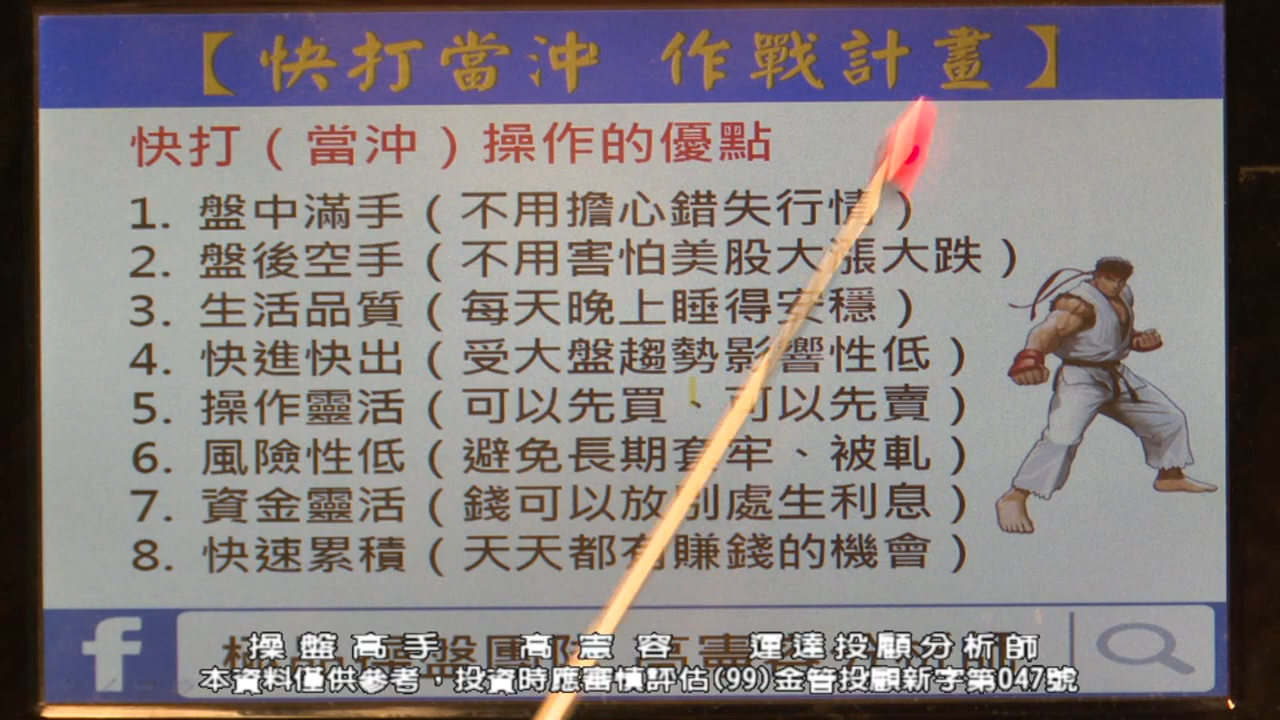 【快打當沖 作戰計畫】
快打（當沖）操作的優點
1. 盤中滿手（不用擔心錯失行情）
2. 盤後空手（不用害怕美股大漲大跌）
3. 生活品質（每天晚上睡得安穩）
4. 快進快出（受大盤趨勢影響性低）
5. 操作靈活（可以先買、可以先賣）
6. 風險性低（避免長期套牢、被軋）
7. 資金靈活（錢可以放別處生利息）
8. 快速累積（天天都有賺錢的機會）
f
操盤高手 高憲容 運達投顧分析師
本資料僅供參考，投資時應審慎評估(99)金管投顧新字第047號